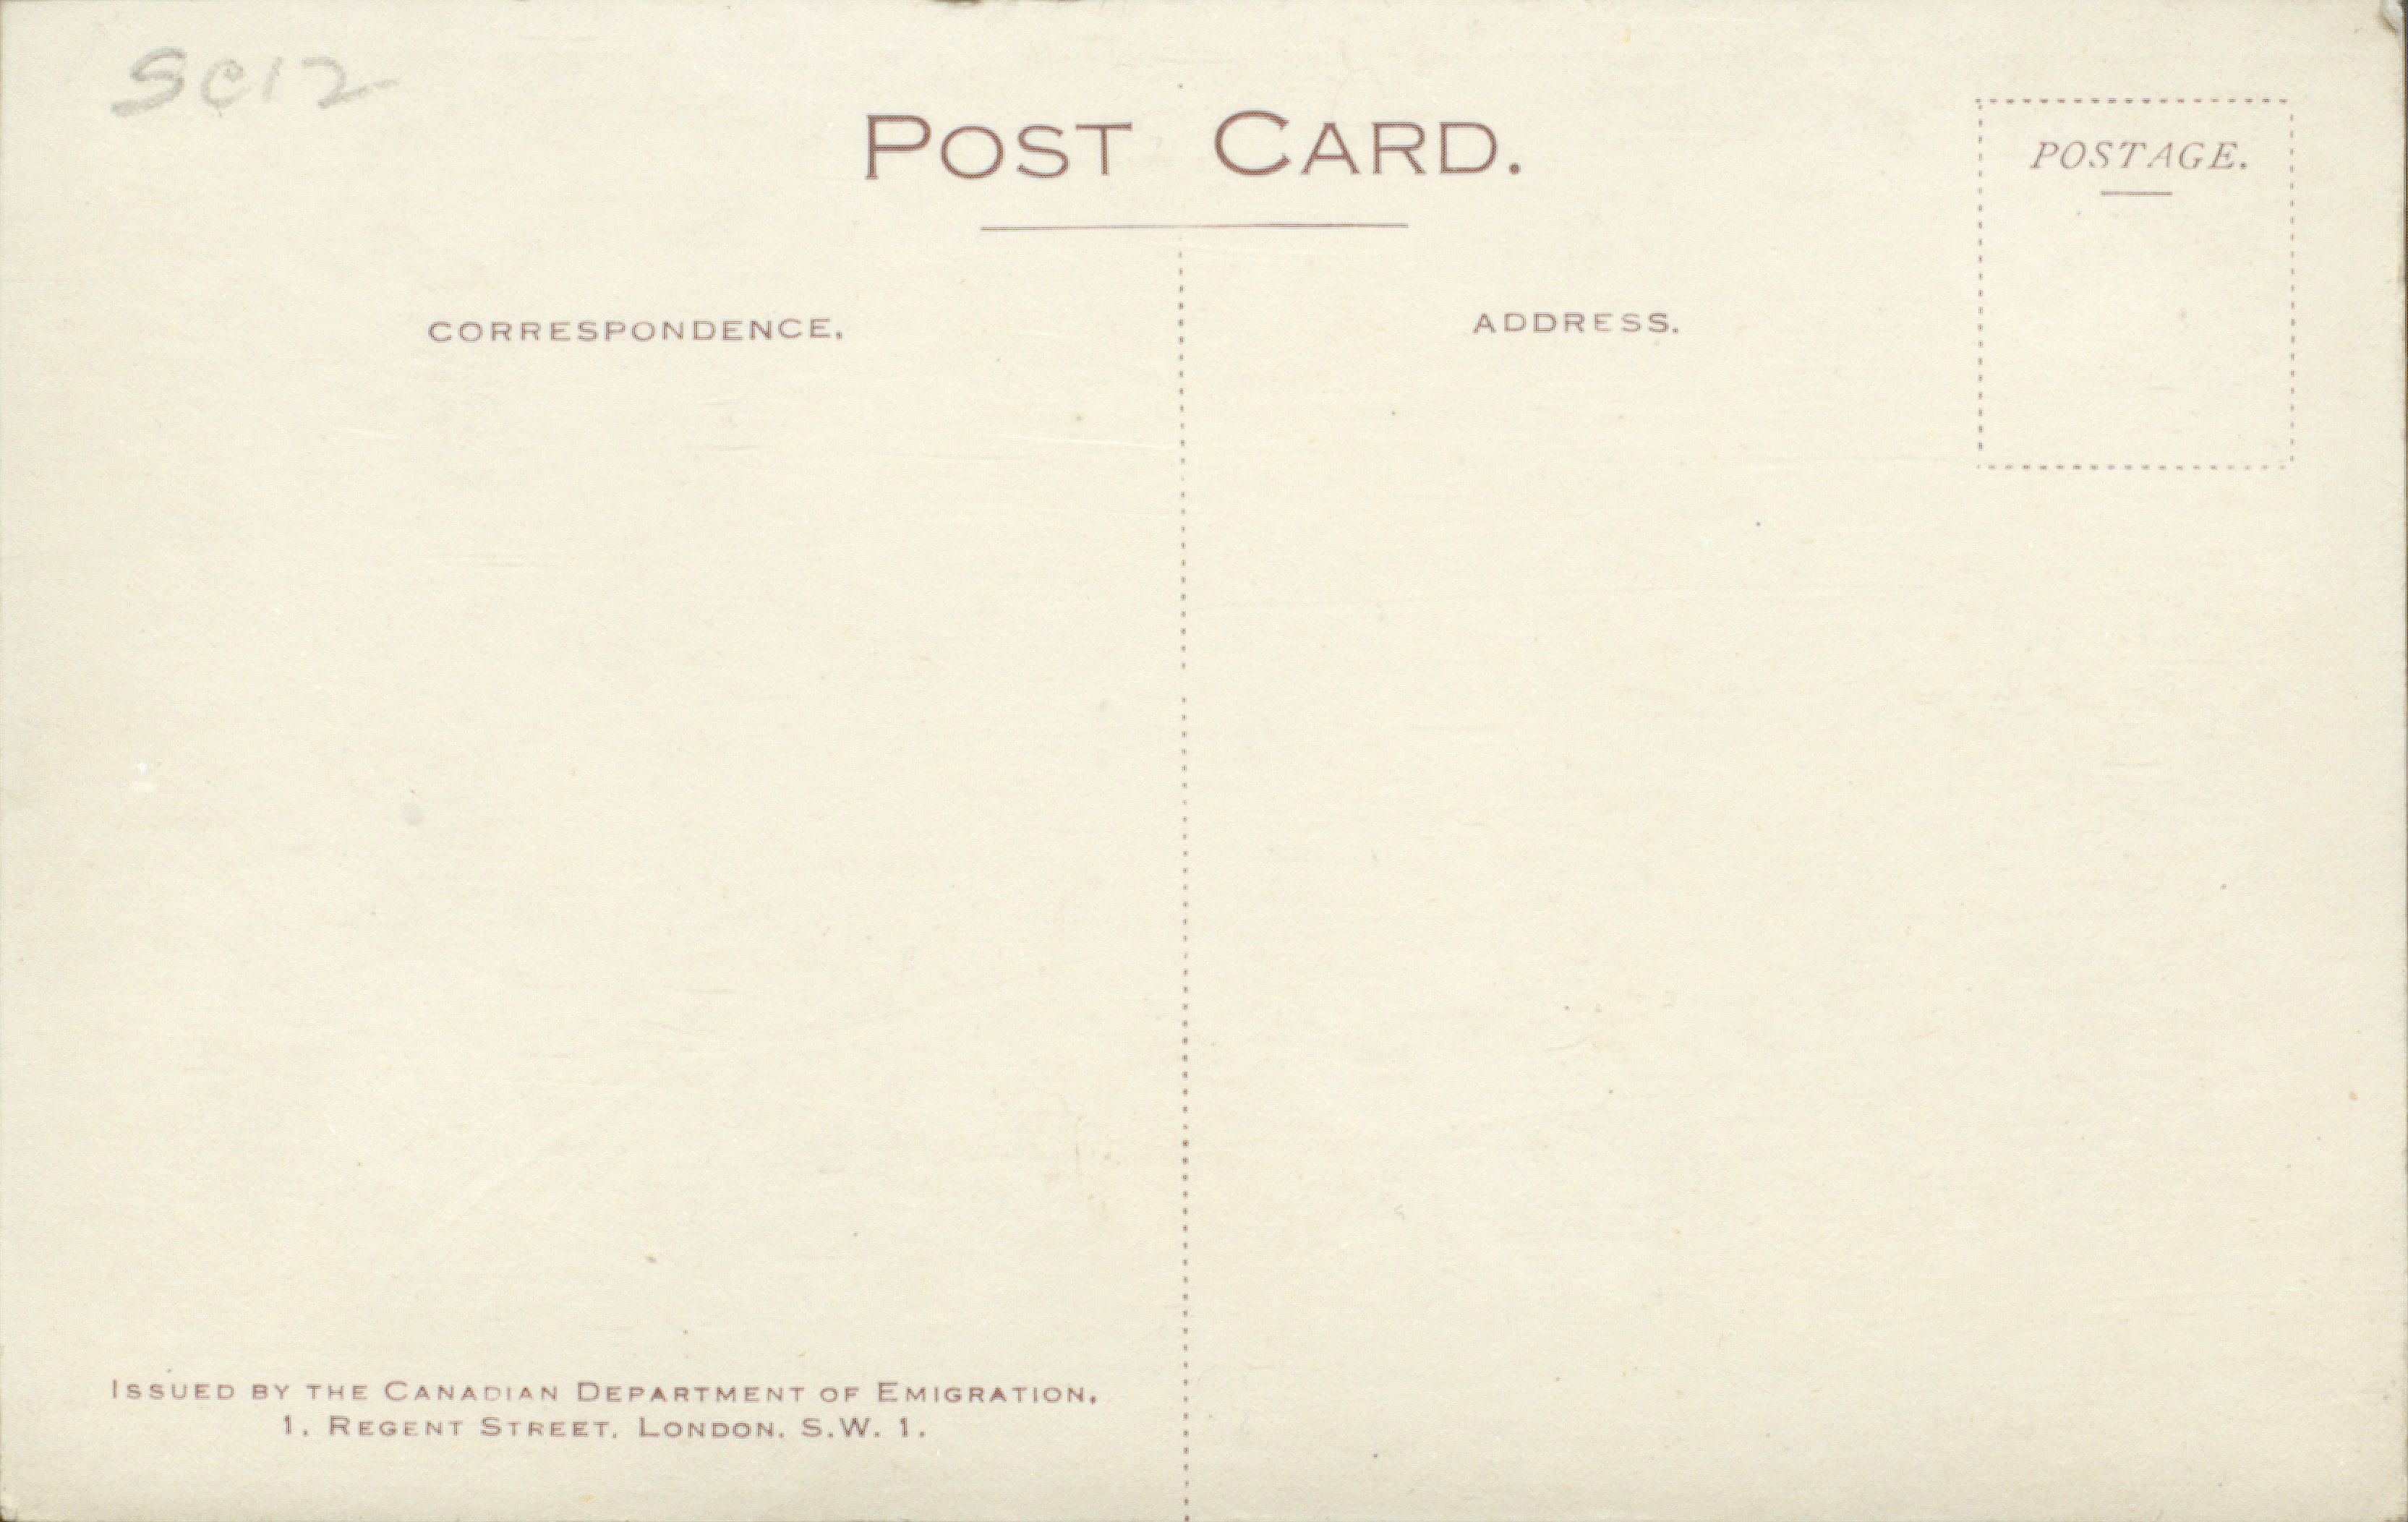 SC12
POST CARD.
POSTAGE.
CORRESPONDENCE.
ADDRESS.
ISSUED BY THE CANADIAN DEPARTMENT OF EMIGRATION,
1, REGENT STREET, LONDON, S.W. 1.